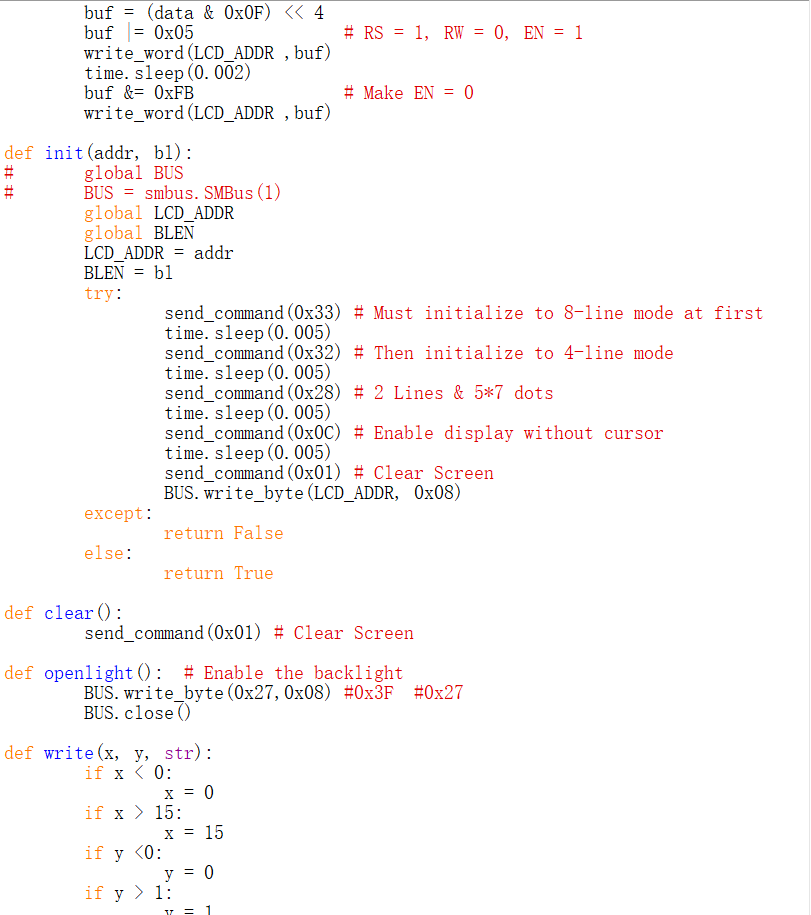 buf = (data & 0x0F) << 4
buf |= 0x05 # RS = 1, RW = 0, EN = 1
write_word(LCD_ADDR ,buf)
time.sleep(0.002)
buf &= 0xFB # Make EN = 0
write_word(LCD_ADDR ,buf)
def init(addr, bl):
# global BUS
# BUS = smbus.SMBus(1)
global LCD_ADDR
global BLEN
LCD_ADDR = addr
BLEN = bl
try:
send_command(0x33) # Must initialize to 8-line mode at first
time.sleep(0.005)
send_command(0x32) # Then initialize to 4-line mode
time.sleep(0.005)
send_command(0x28) # 2 Lines & 5*7 dots
time.sleep(0.005)
send_command(0x0C) # Enable display without cursor
time.sleep(0.005)
send_command(0x01) # Clear Screen
BUS.write_byte(LCD_ADDR, 0x08)
except:
return False
else:
return True
def clear():
send_command(0x01) # Clear Screen
def openlight():  # Enable the backlight
BUS.write_byte(0x27,0x08) #0x3F  #0x27
BUS.close()
def write(x, y, str):
if x < 0:
x = 0
if x > 15:
x = 15
if y <0:
y = 0
if y > 1:
y = 1